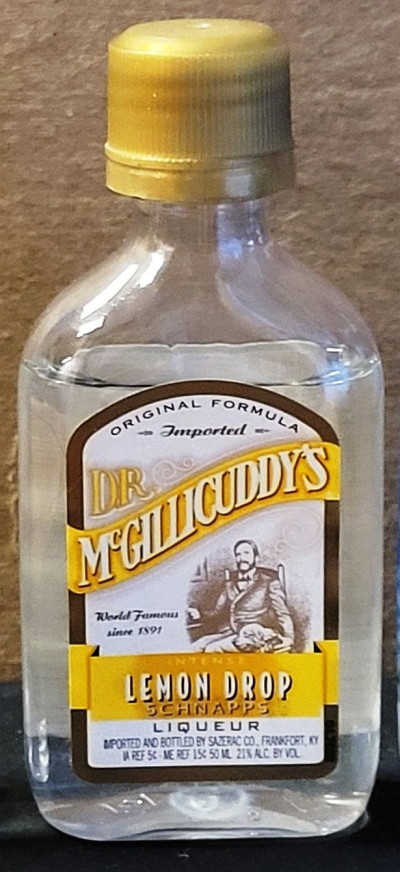 ORIGINAL FORMULA
Imported
DR.
McGILLICUDDY'S
World Famous
since 1891
INTENSE
LEMON DROP
SCHNAPPS
LIQUEUR
IMPORTED AND BOTTLED BY SAZERAC CO., FRANKFORT, KY
IA REF 5¢ - ME REF 15¢ 50 ML 21% ALC. BY VOL.